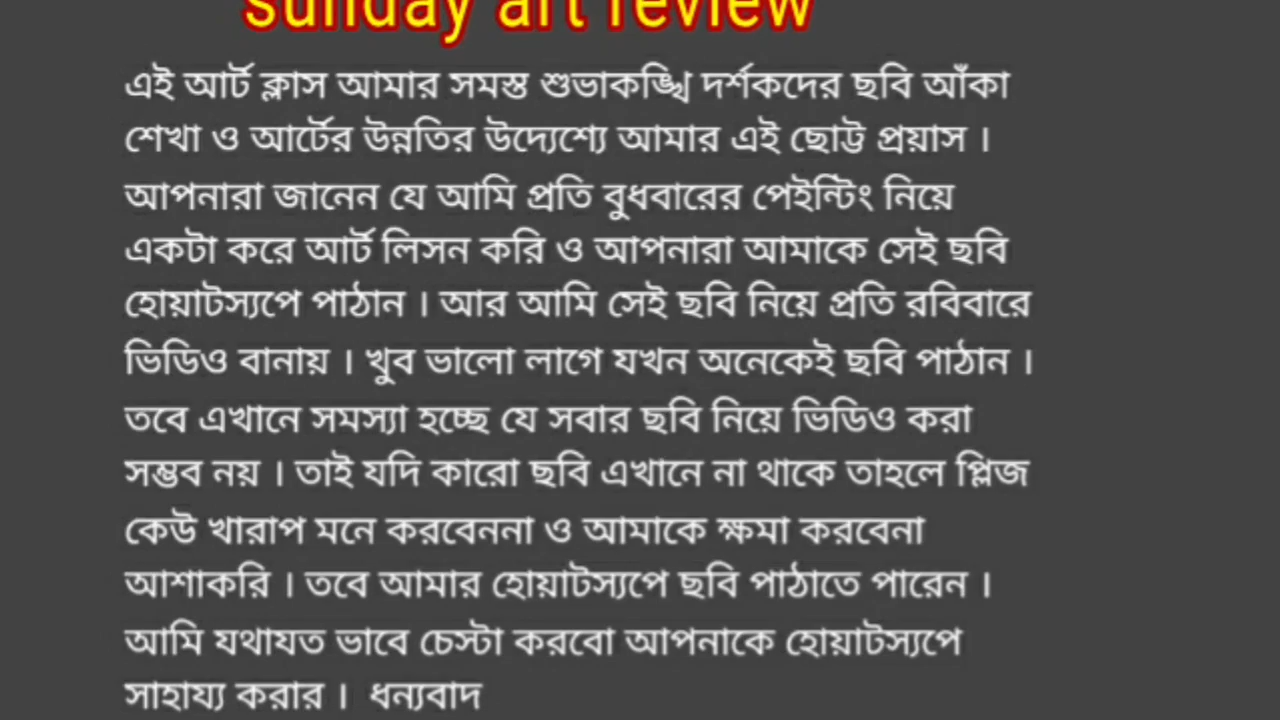 sunday art review
এই আর্ট ক্লাস আমার সমস্ত শুভাকঙ্খি দর্শকদের ছবি আঁকা
শেখা ও আর্টের উন্নতির উদ্যেশ্যে আমার এই ছোট্ট প্রয়াস ।
আপনারা জানেন যে আমি প্রতি বুধবারের পেইন্টিং নিয়ে
একটা করে আর্ট লিসন করি ও আপনারা আমাকে সেই ছবি
হোয়াটস্যপে পাঠান । আর আমি সেই ছবি নিয়ে প্রতি রবিবারে
ভিডিও বানায় । খুব ভালো লাগে যখন অনেকেই ছবি পাঠান ।
তবে এখানে সমস্যা হচ্ছে যে সবার ছবি নিয়ে ভিডিও করা
সম্ভব নয় । তাই যদি কারো ছবি এখানে না থাকে তাহলে প্লিজ
কেউ খারাপ মনে করবেননা ও আমাকে ক্ষমা করবেনা
আশাকরি । তবে আমার হোয়াটস্যপে ছবি পাঠাতে পারেন ।
আমি যথাযত ভাবে চেস্টা করবো আপনাকে হোয়াটস্যপে
সাহায্য করার । ধন্যবাদ